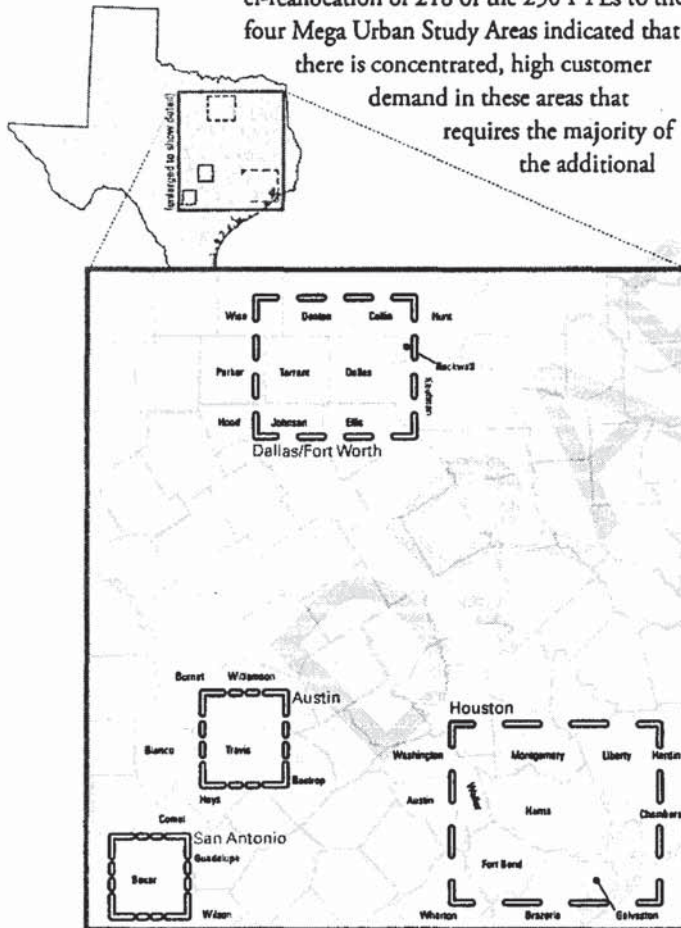 four Mega Urban Study Areas indicated that
there is concentrated, high customer
demand in these areas that
requires the majority of
the additional
(enlarged to show detail)
Wise Denton Collin Hunt
Rockwall
Parker Tarrant Dallas
Kaufman
Hood Johnson Ellis
Dallas/Fort Worth
Burnet Williamson
Austin
Blanco Travis
Bastrop
Hays
Houston
Washington Montgomery Liberty Hardin
Austin Waller Harris Chambers
Fort Bend
Wharton Brazoria Galveston
Comal
San Antonio
Guadalupe
Bexar
Wilson